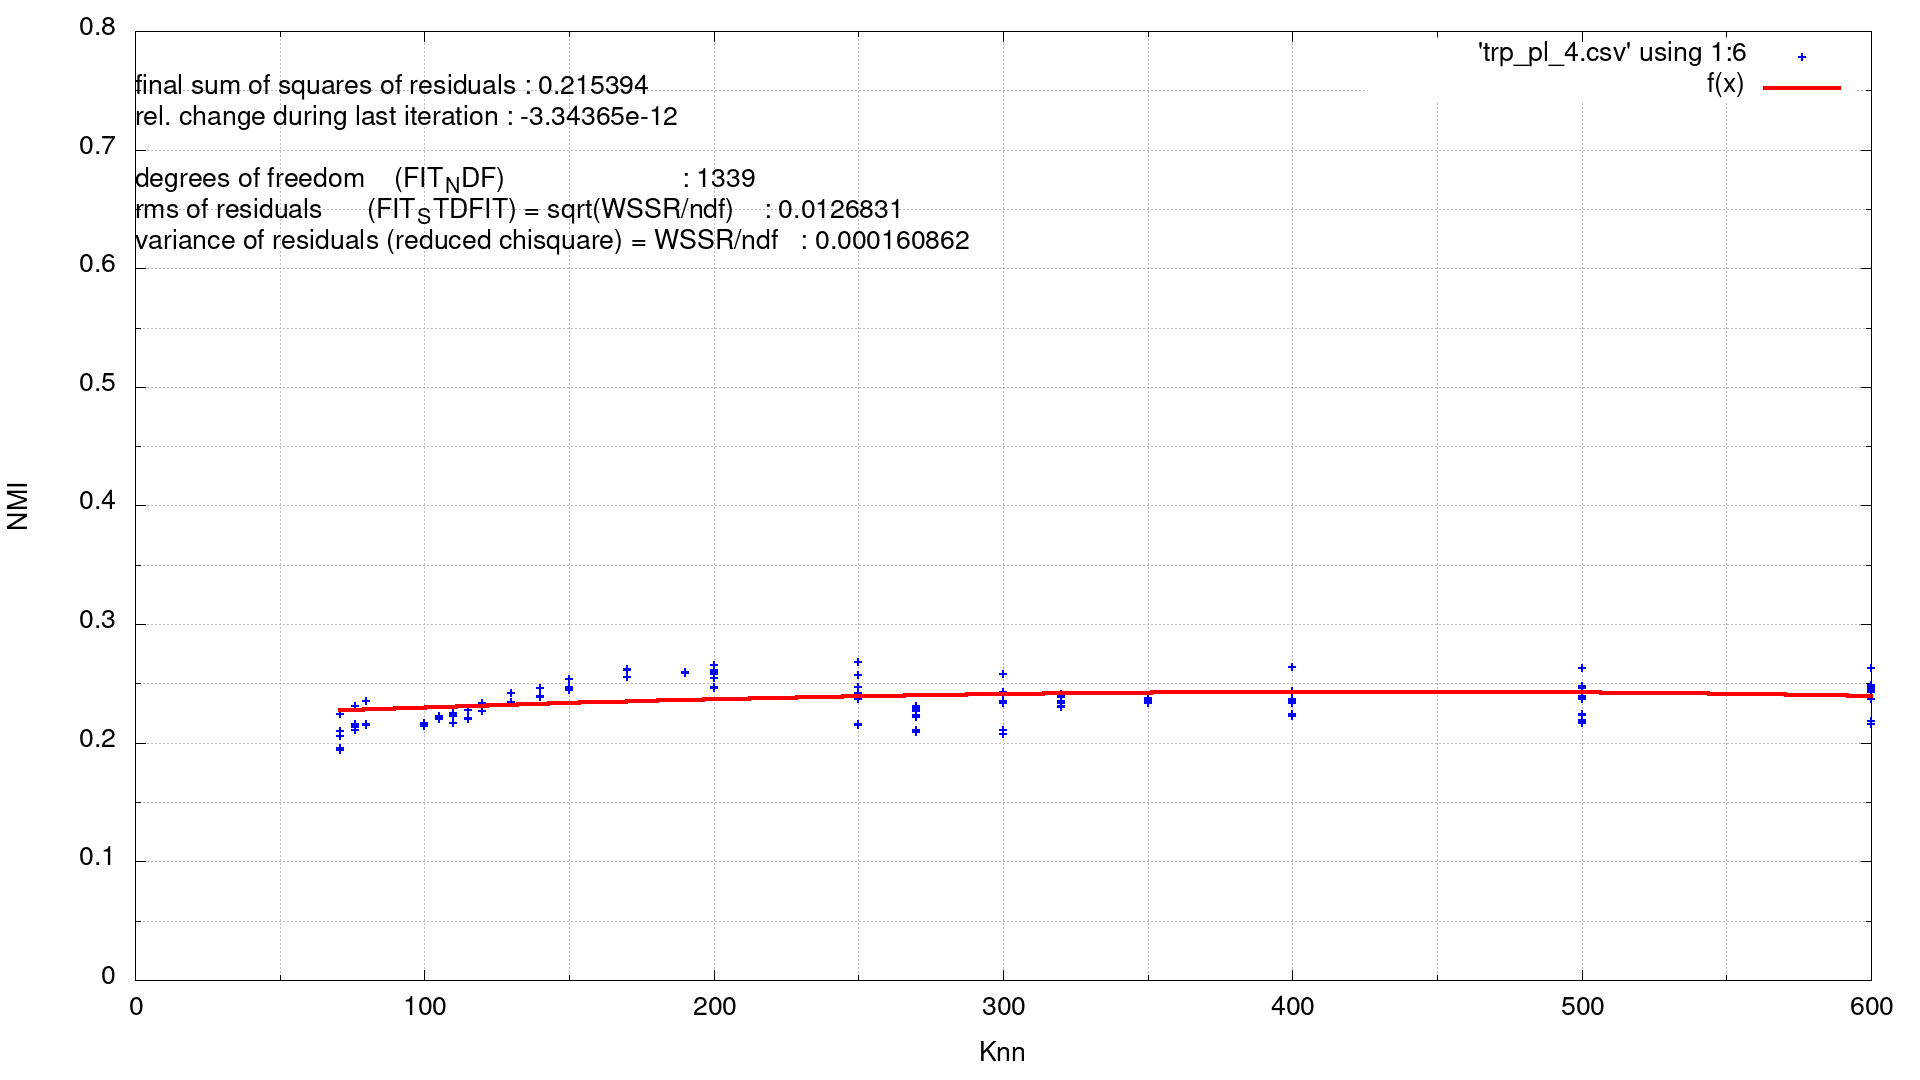 0.8
'trp_pl_4.csv' using 1:6
f(x)
final sum of squares of residuals : 0.215394
rel. change during last iteration : -3.34365e-12
0.7
degrees of freedom (FIT_NDF) : 1339
rms of residuals (FIT_STDFIT) = sqrt(WSSR/ndf) : 0.0126831
variance of residuals (reduced chisquare) = WSSR/ndf : 0.000160862
0.6
0.5
0.4
NMI
0.3
0.2
0.1
0
0 100 200 300 400 500 600
Knn